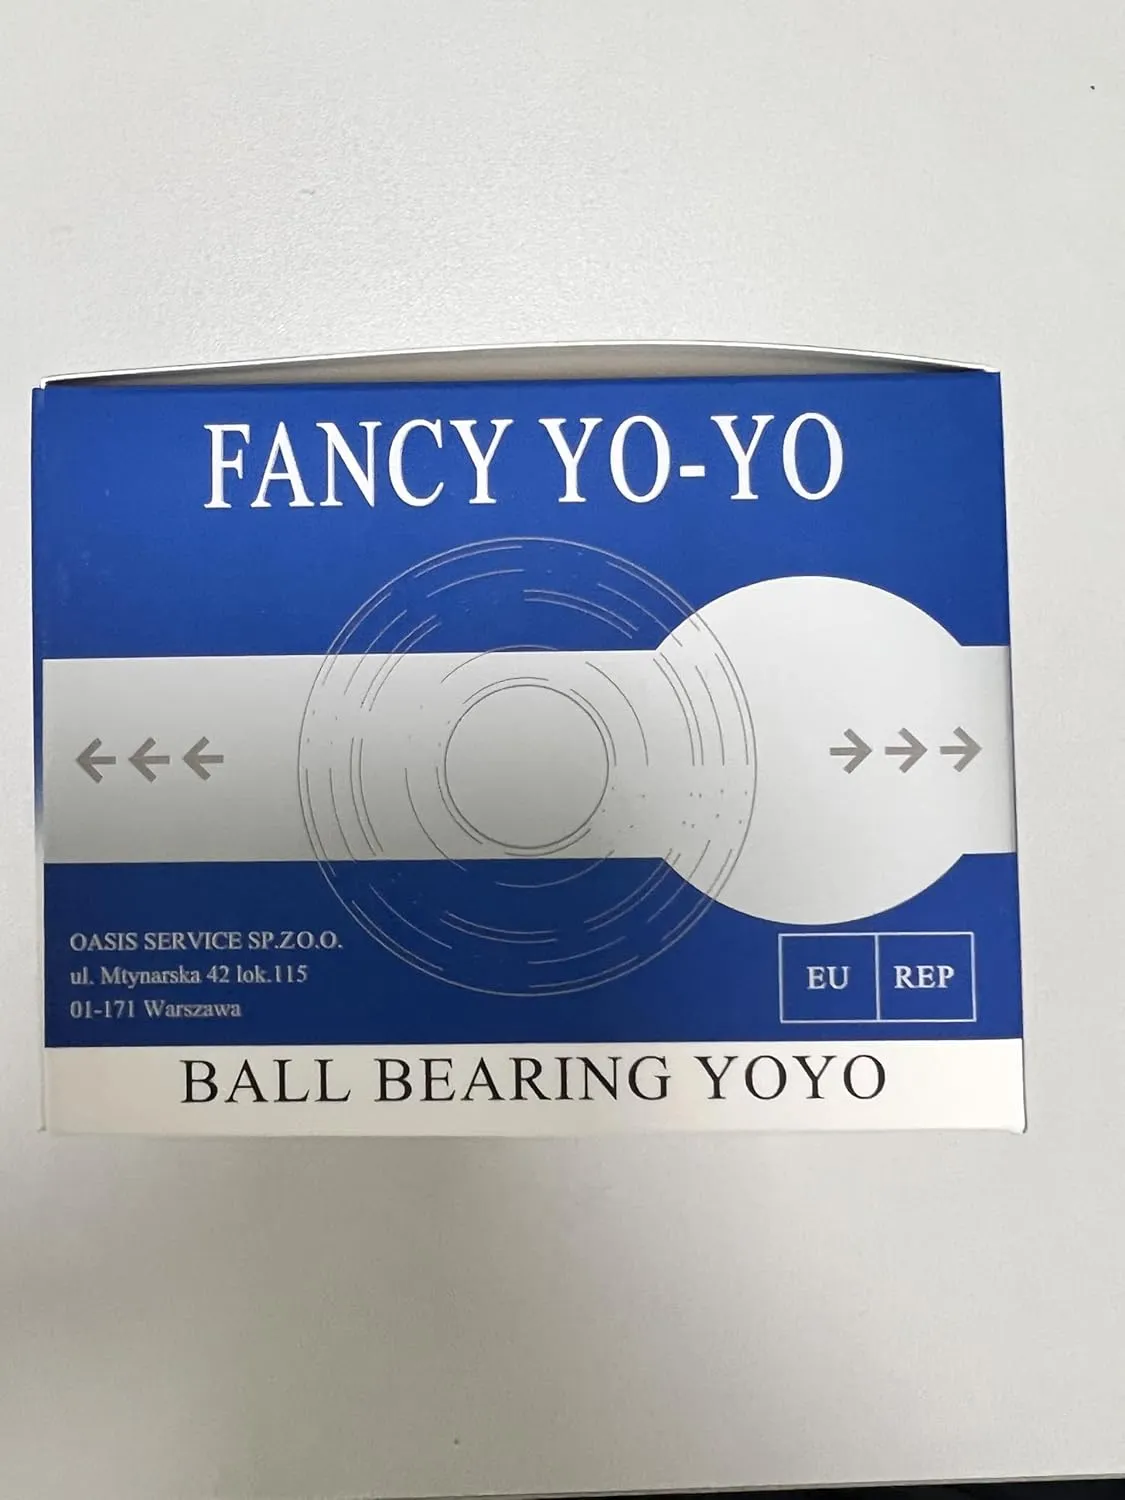 FANCY YO-YO
OASIS SERVICE SP.ZO.O.
ul. Mtynarska 42 lok.115
01-171 Warszawa
EU REP
BALL BEARING YOYO